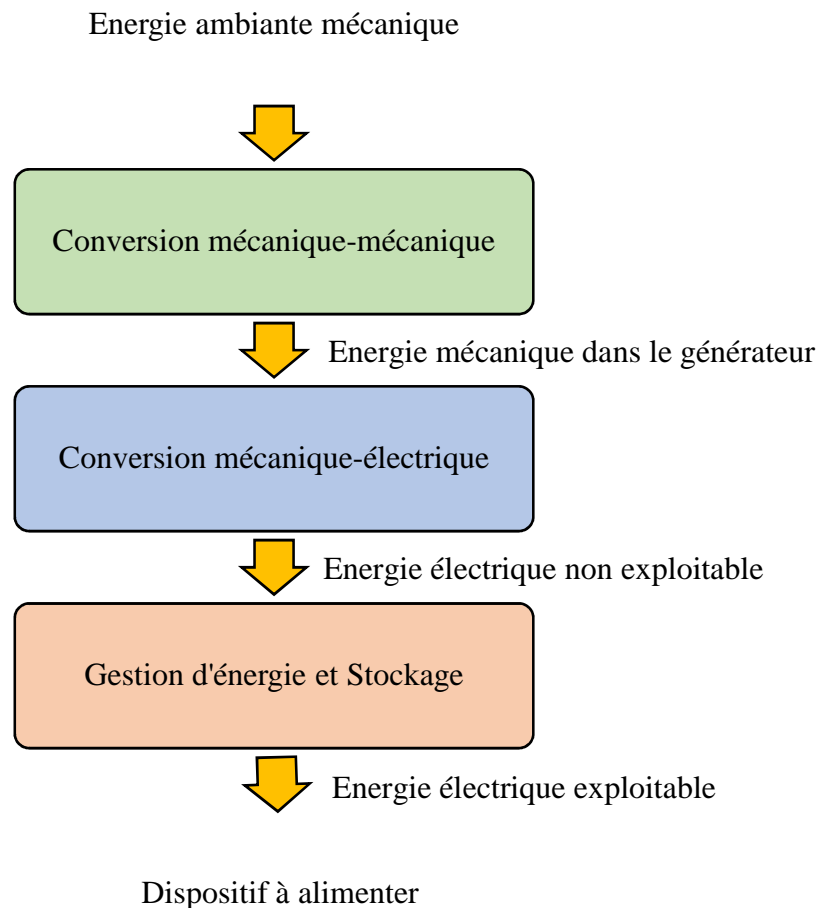 Energie ambiante mécanique
Conversion mécanique-mécanique
Energie mécanique dans le générateur
Conversion mécanique-électrique
Energie électrique non exploitable
Gestion d'énergie et Stockage
Energie électrique exploitable
Dispositif à alimenter